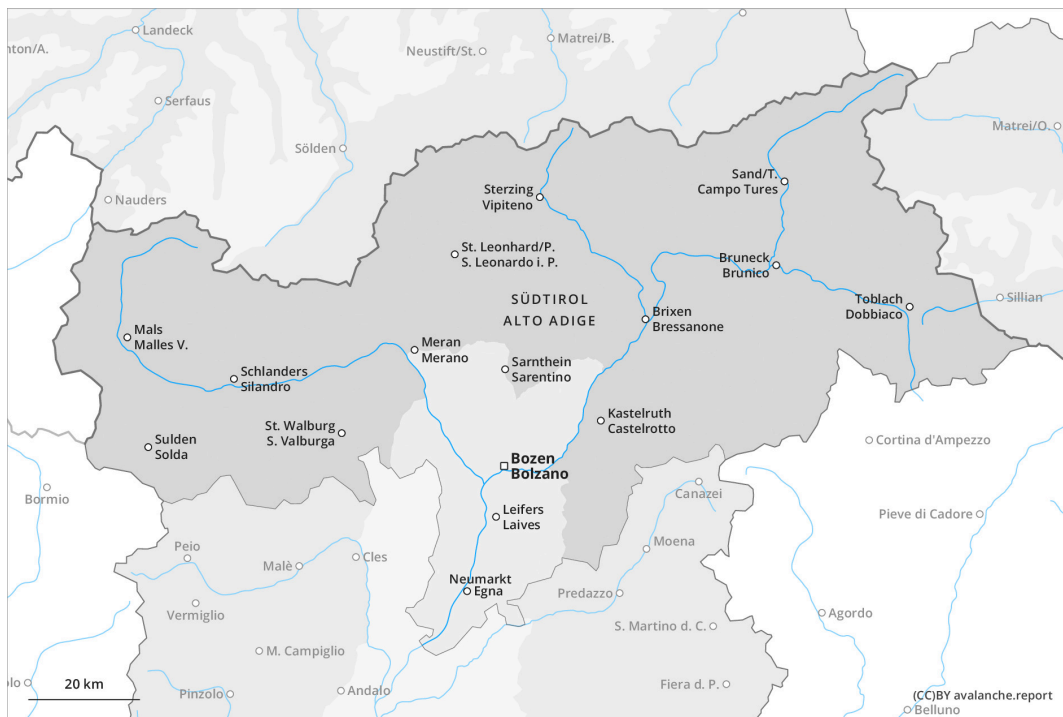 Landeck
nton/A.
Neustift/St.
Matrei/B.
Serfaus
Matrei/O.
Sölden
Sand/T.
Campo Tures
Sterzing
Vipiteno
Nauders
St. Leonhard/P.
S. Leonardo i. P.
Bruneck
Brunico
SÜDTIROL
ALTO ADIGE
Toblach
Dobbiaco
Sillian
Brixen
Bressanone
Mals
Malles V.
Meran
Merano
Sarnthein
Sarentino
Schlanders
Silandro
Kastelruth
Castelrotto
St. Walburg
S. Valburga
Sulden
Solda
Cortina d'Ampezzo
Bozen
Bolzano
Bormio
Canazei
Leifers
Laives
Pieve di Cadore
Peio
Malè
Cles
Moena
Neumarkt
Egna
Predazzo
Vermiglio
Agordo
S. Martino d. C.
M. Campiglio
olo
20 km
Pinzolo
Andalo
Fiera d. P.
(CC)BY avalanche.report
Belluno